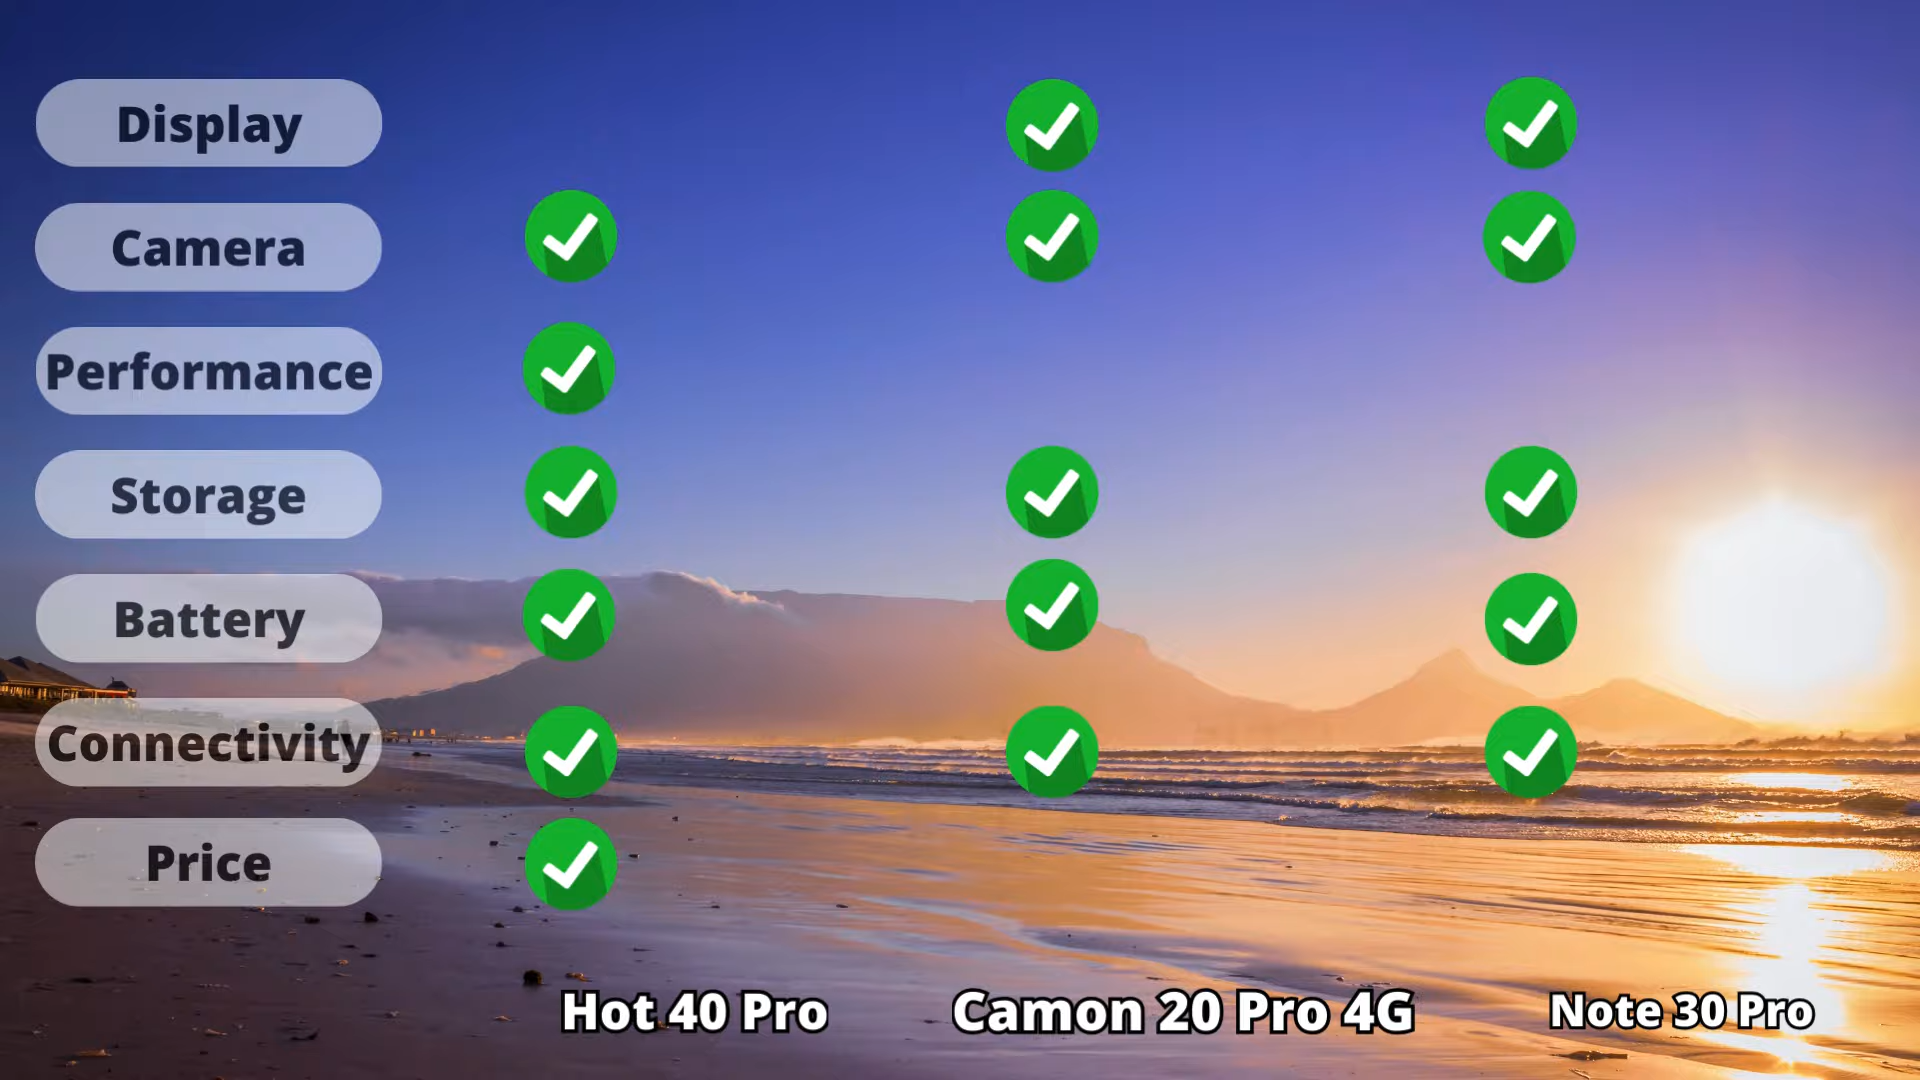 Display
Camera
Performance
Storage
Battery
Connectivity
Price
Hot 40 Pro
Camon 20 Pro 4G
Note 30 Pro